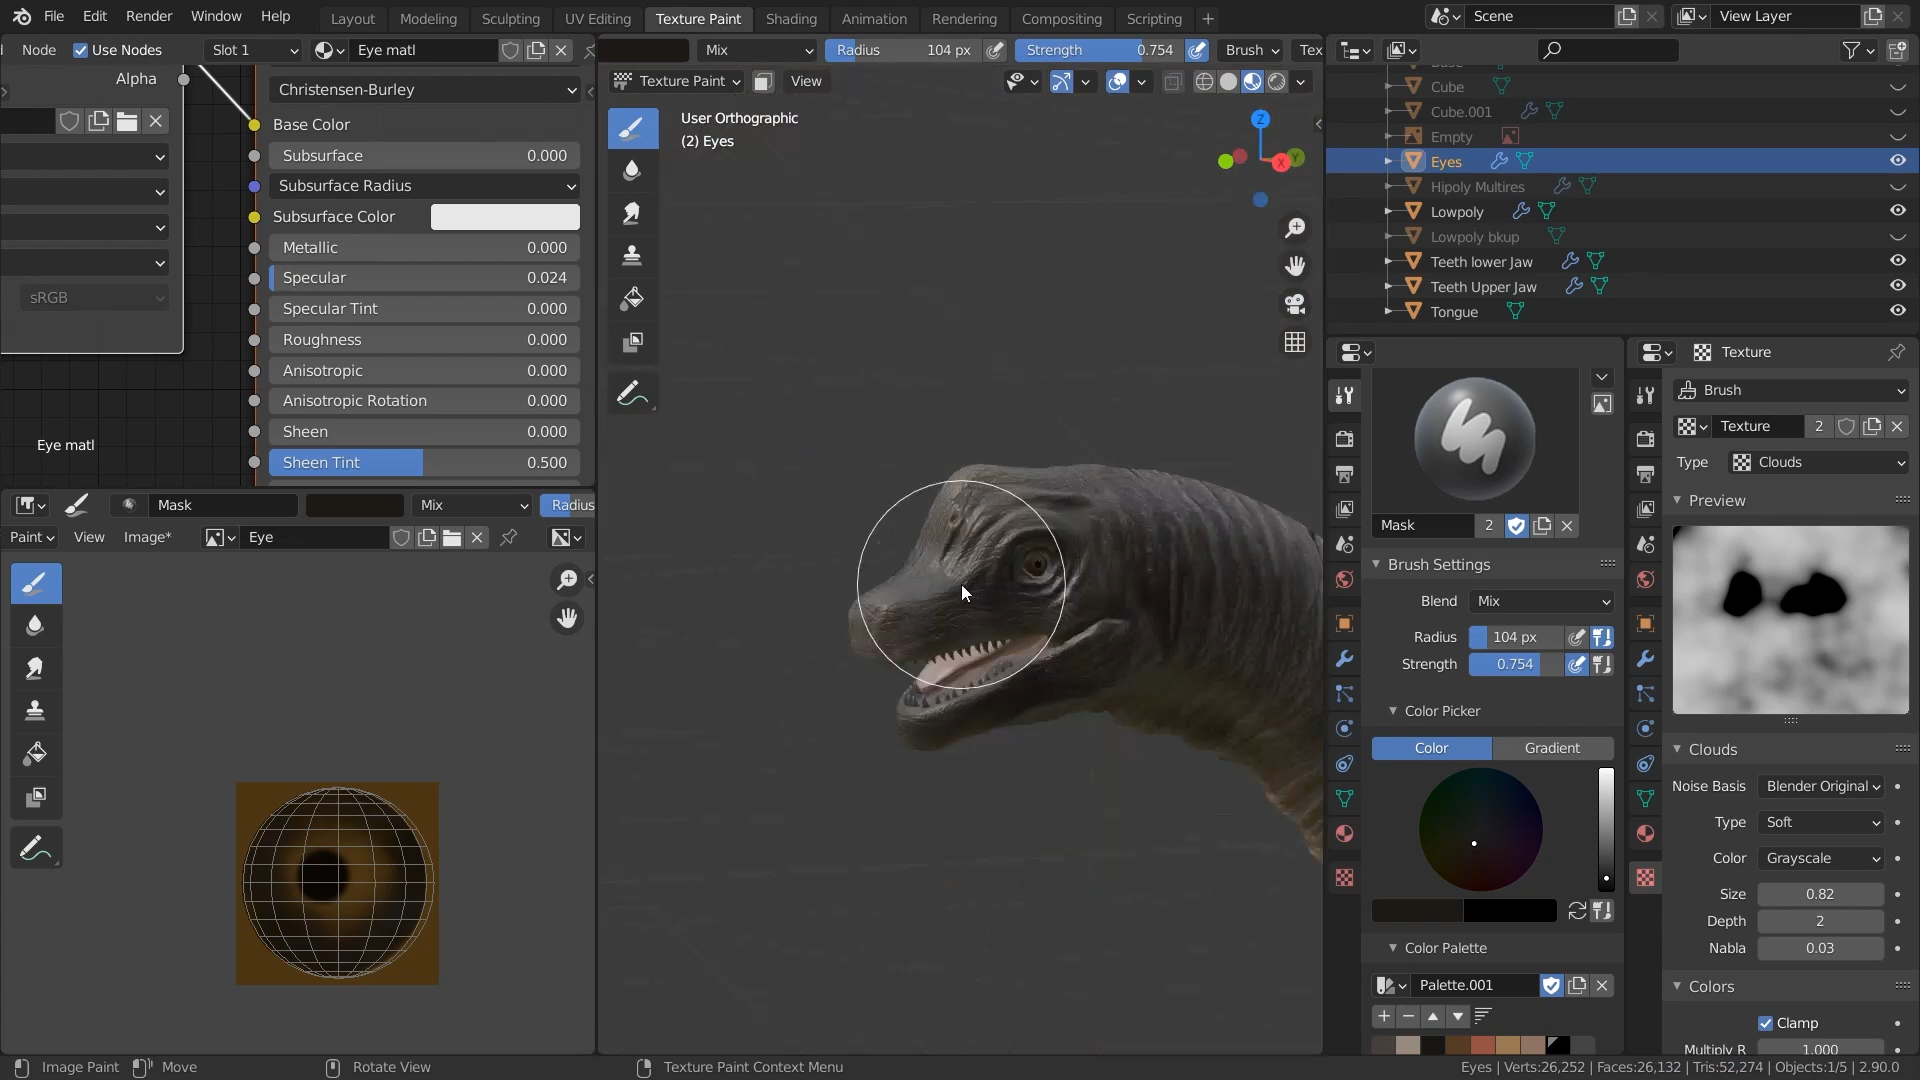 File Edit Render Window Help Layout Modeling Sculpting UV Editing Texture Paint Shading Animation Rendering Compositing Scripting + Scene View Layer
Node Use Nodes Slot 1 Eye matl
Mix Radius 104 px Strength 0.754 Brush Tex
Alpha
Christensen-Burley
Base Color
Subsurface 0.000
Subsurface Radius
Subsurface Color
Metallic 0.000
Specular 0.024
Specular Tint 0.000
Roughness 0.000
Anisotropic 0.000
Anisotropic Rotation 0.000
Sheen 0.000
Sheen Tint 0.500
sRGB
Eye matl
Texture Paint View
User Orthographic
(2) Eyes
Z
X
Y
Cube
Cube.001
Empty
Eyes
Hipoly Multires
Lowpoly
Lowpoly bkup
Teeth lower Jaw
Teeth Upper Jaw
Tongue
Mask Mix Radius
Paint View Image* Eye
Mask 2
Brush Settings
Blend Mix
Radius 104 px
Strength 0.754
Color Picker
Color Gradient
Color Palette
Palette.001
Texture
Brush
Texture 2
Type Clouds
Preview
Clouds
Noise Basis Blender Original
Type Soft
Color Grayscale
Size 0.82
Depth 2
Nabla 0.03
Colors
Clamp
Multiply R 1.000
Image Paint Move Rotate View Texture Paint Context Menu Eyes | Verts:26,252 | Faces:26,132 | Tris:52,274 | Objects:1/5 | 2.90.0